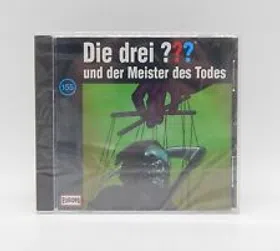 Die drei ???
und der Meister des Todes
155
EUROPA